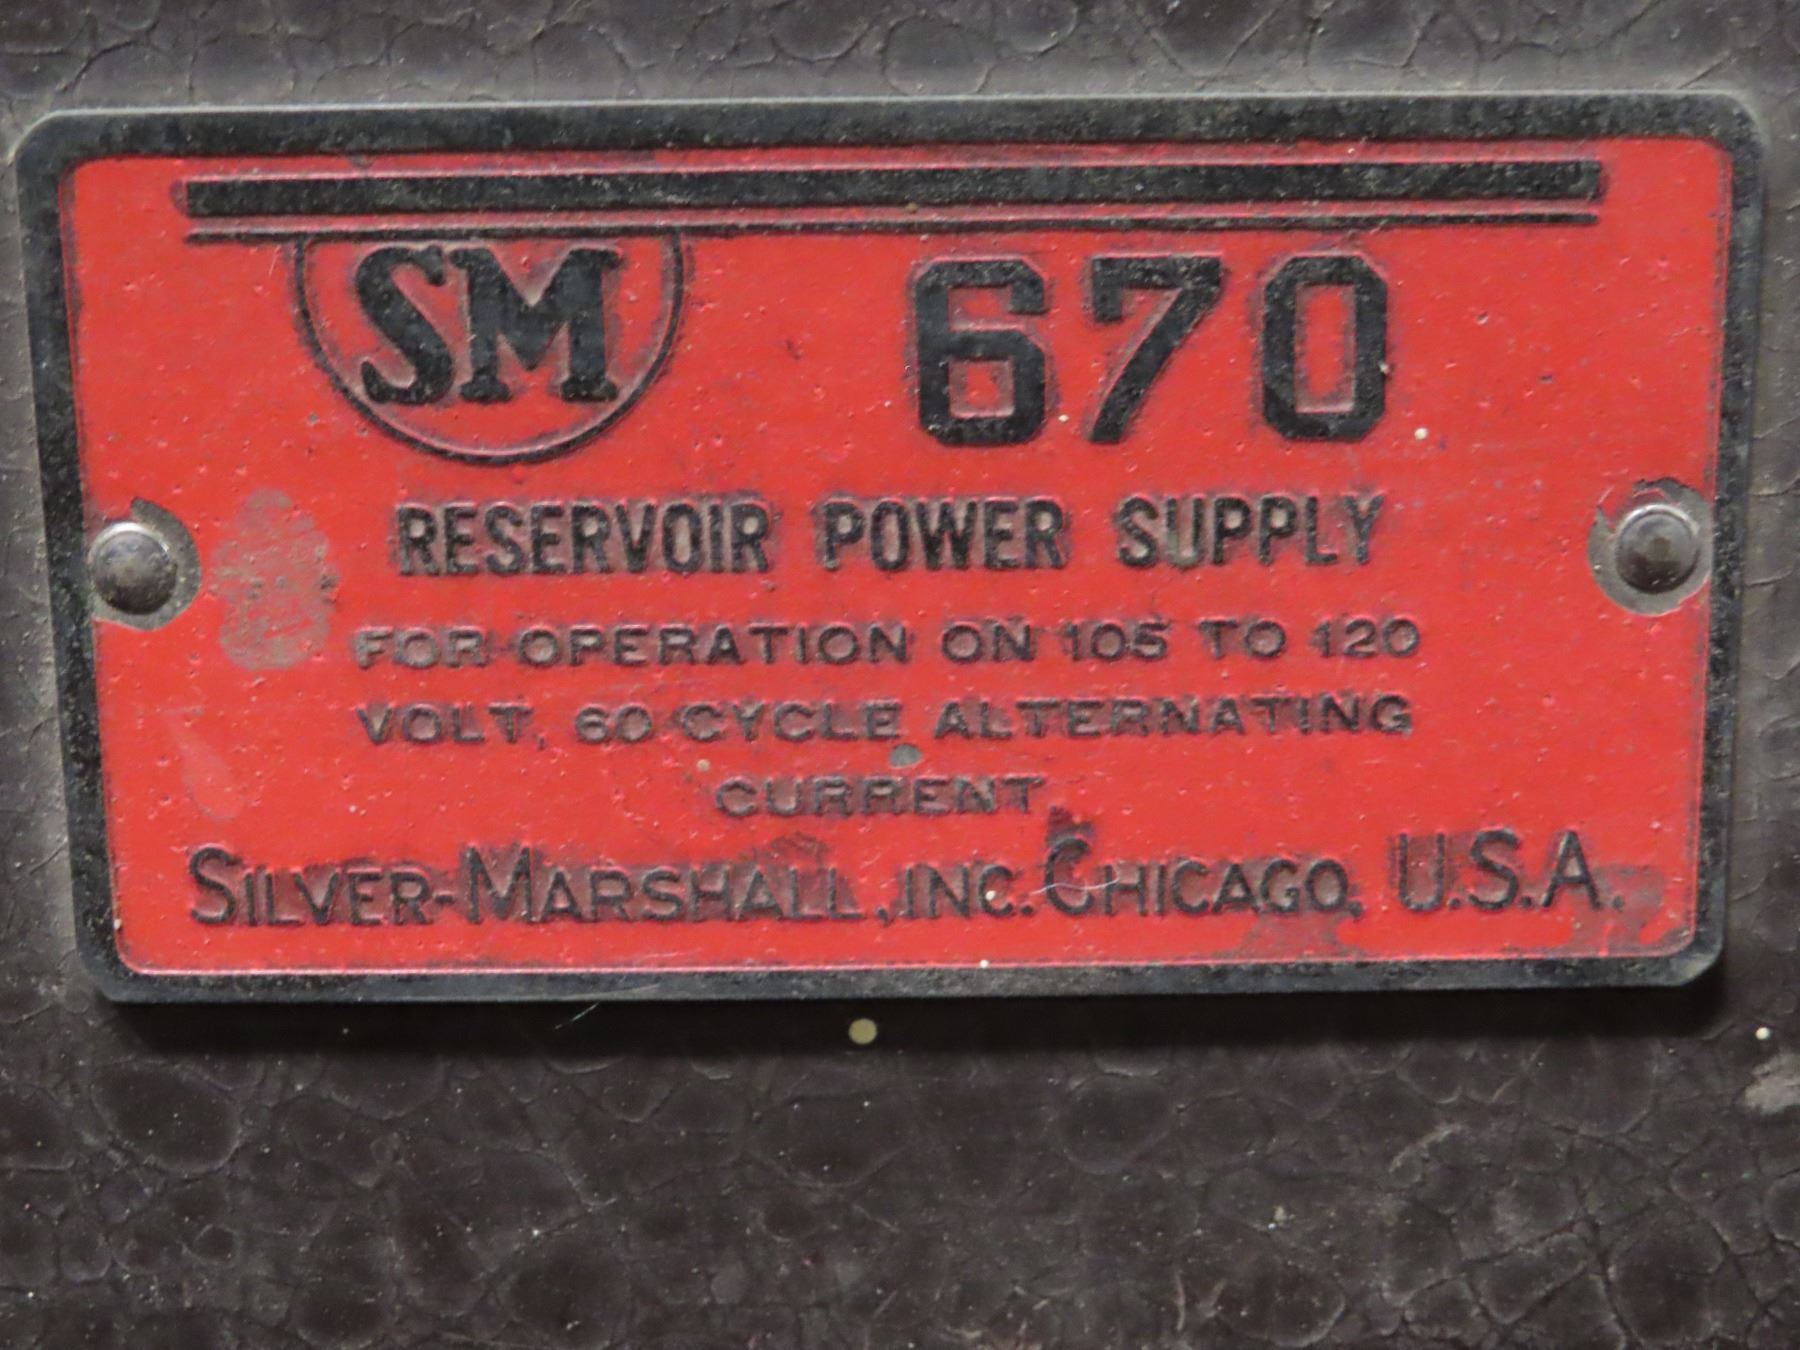 SM 670
RESERVOIR POWER SUPPLY
FOR OPERATION ON 105 TO 120
VOLT, 60 CYCLE ALTERNATING
CURRENT
SILVER-MARSHALL, INC. CHICAGO, U.S.A.